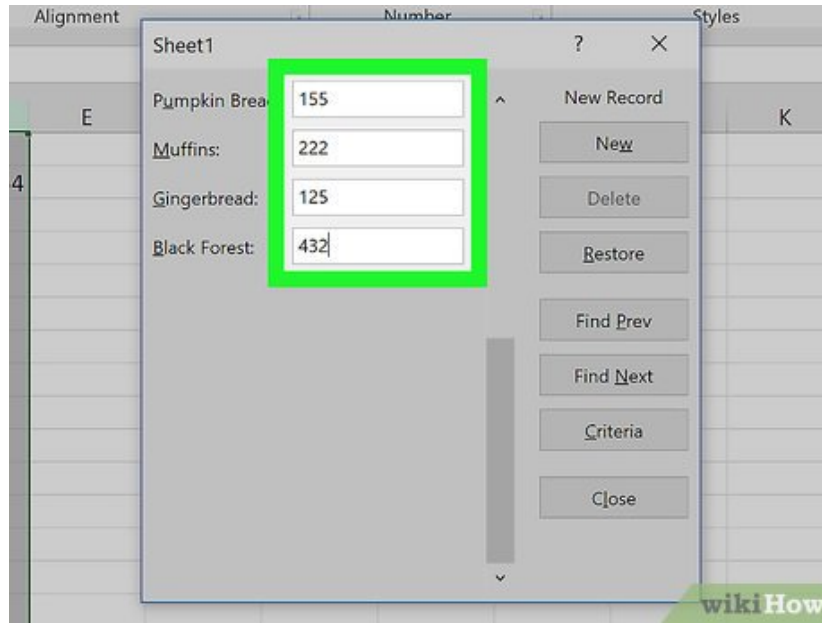 Alignment Number Styles
Sheet1 ? ×
E K
4
Pumpkin Brea 155
Muffins: 222
Gingerbread: 125
Black Forest: 432
New Record
New
Delete
Restore
Find Prev
Find Next
Criteria
Close
wikiHow